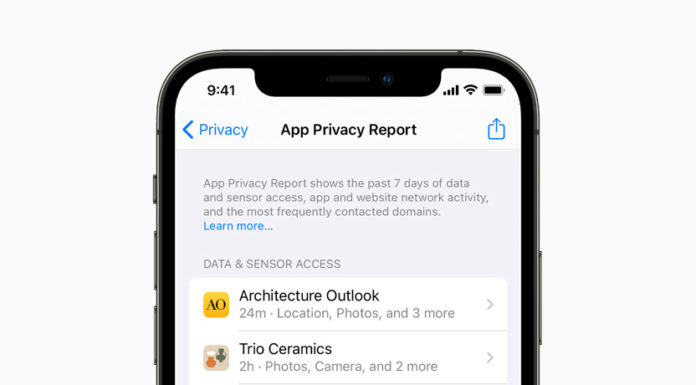 9:41
Privacy
App Privacy Report
App Privacy Report shows the past 7 days of data
and sensor access, app and website network activity,
and the most frequently contacted domains.
Learn more...
DATA & SENSOR ACCESS
AO
Architecture Outlook
24m · Location, Photos, and 3 more
Trio Ceramics
2h · Photos, Camera, and 2 more